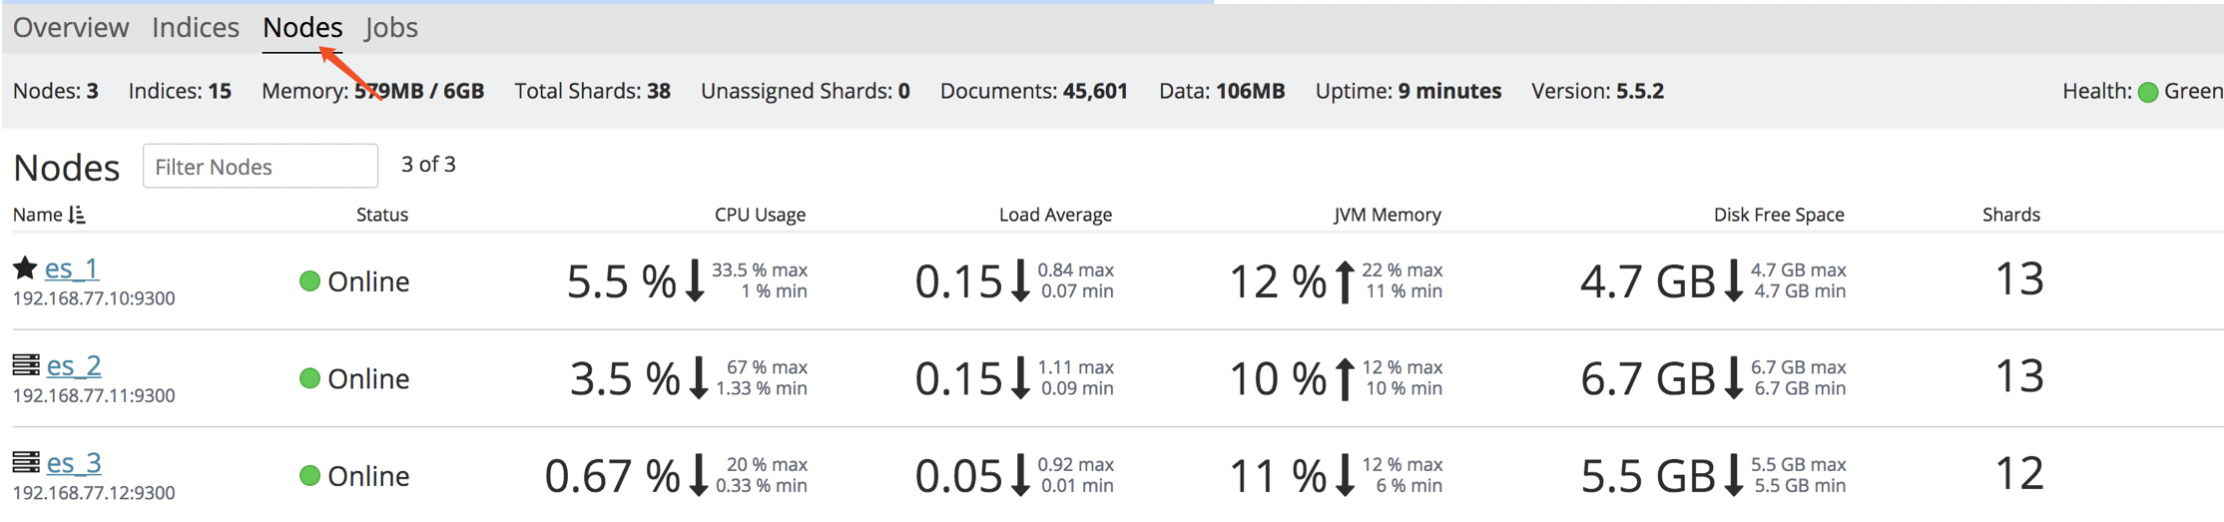 Overview Indices Nodes Jobs
Nodes: 3 Indices: 15 Memory: 579MB / 6GB Total Shards: 38 Unassigned Shards: 0 Documents: 45,601 Data: 106MB Uptime: 9 minutes Version: 5.5.2 Health: Green
Nodes Filter Nodes 3 of 3
Name Status CPU Usage Load Average JVM Memory Disk Free Space Shards
es_1 Online 5.5 % 33.5 % max 0.15 0.84 max 12 % 22 % max 4.7 GB 4.7 GB max 13
192.168.77.10:9300 1 % min 0.07 min 11 % min 4.7 GB min
es_2 Online 3.5 % 67 % max 0.15 1.11 max 10 % 12 % max 6.7 GB 6.7 GB max 13
192.168.77.11:9300 1.33 % min 0.09 min 10 % min 6.7 GB min
es_3 Online 0.67 % 20 % max 0.05 0.92 max 11 % 12 % max 5.5 GB 5.5 GB max 12
192.168.77.12:9300 0.33 % min 0.01 min 6 % min 5.5 GB min